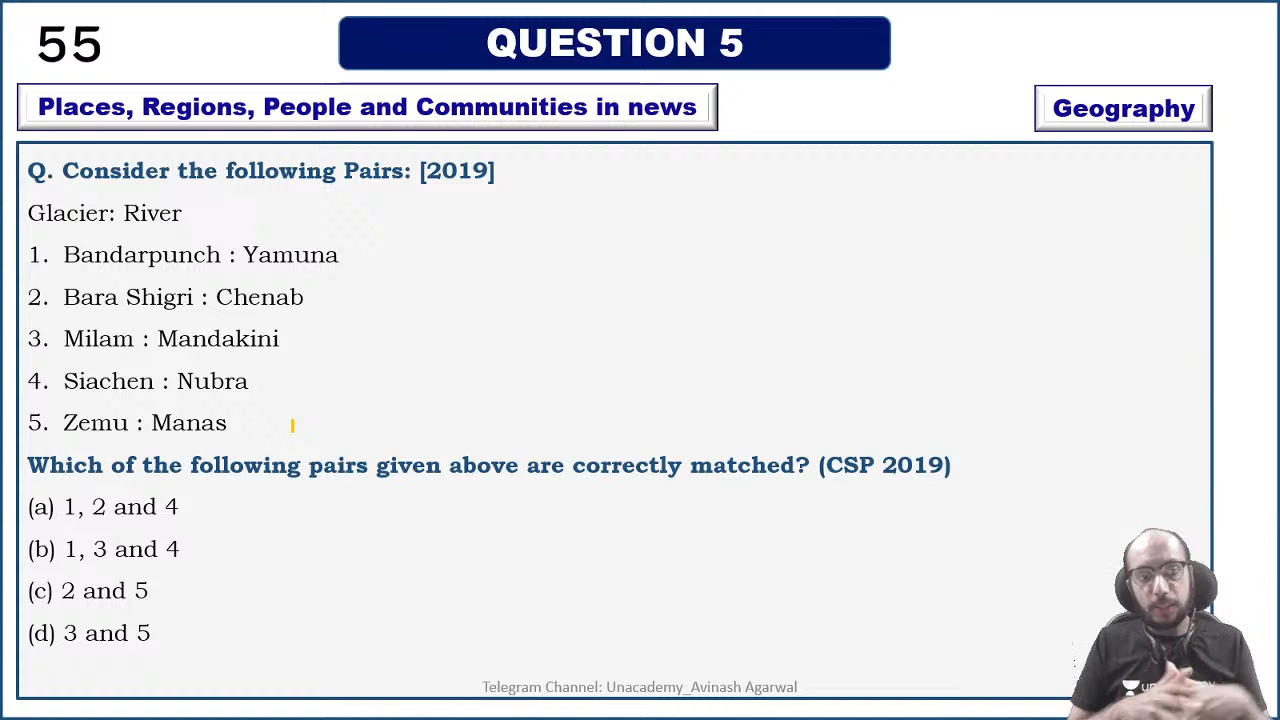 55
QUESTION 5
Places, Regions, People and Communities in news
Geography
Q. Consider the following Pairs: [2019]
Glacier: River
1. Bandarpunch : Yamuna
2. Bara Shigri : Chenab
3. Milam : Mandakini
4. Siachen : Nubra
5. Zemu : Manas
Which of the following pairs given above are correctly matched? (CSP 2019)
(a) 1, 2 and 4
(b) 1, 3 and 4
(c) 2 and 5
(d) 3 and 5
Telegram Channel: Unacademy_Avinash Agarwal